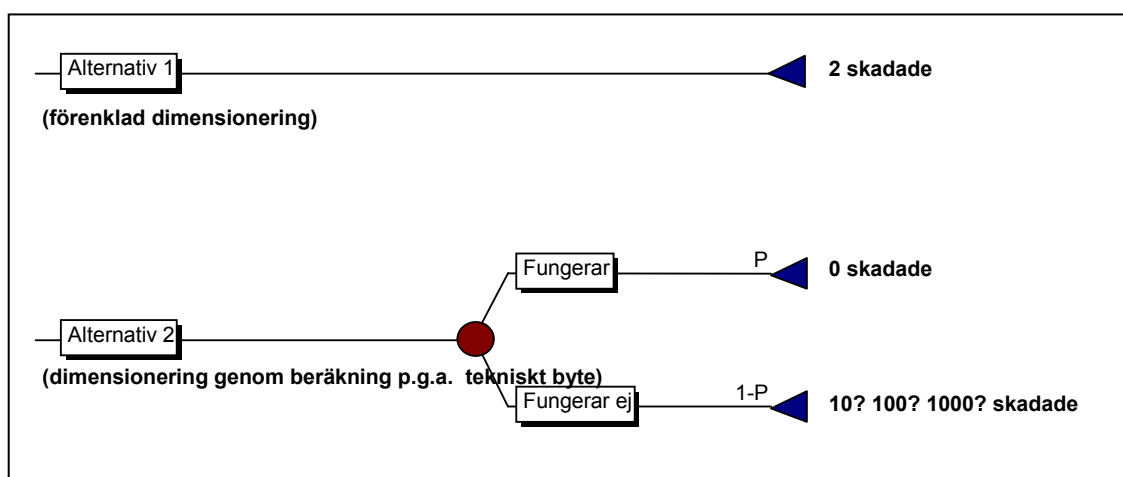 Alternativ 1
2 skadade
(förenklad dimensionering)
Fungerar
P
0 skadade
Alternativ 2
(dimensionering genom beräkning p.g.a. tekniskt byte)
Fungerar ej
1-P
10? 100? 1000? skadade